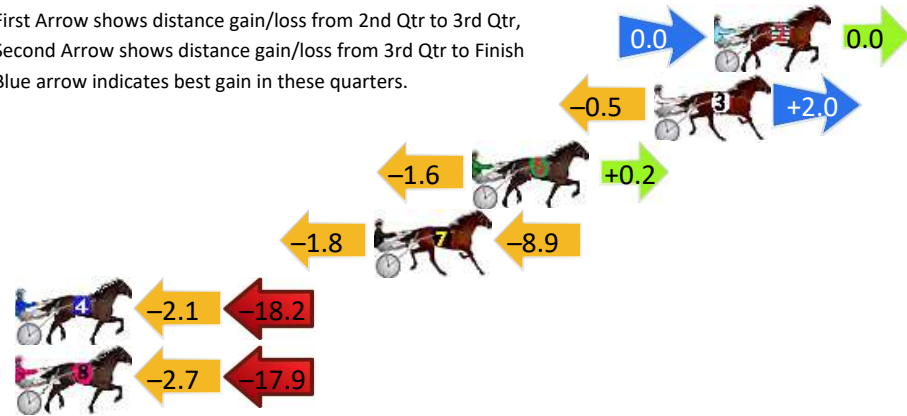 First Arrow shows distance gain/loss from 2nd Qtr to 3rd Qtr,
Second Arrow shows distance gain/loss from 3rd Qtr to Finish
Blue arrow indicates best gain in these quarters.
0.0 0.0
–0.5 3 +2.0
–1.6 5 +0.2
–1.8 7 –8.9
4 –2.1 –18.2
8 –2.7 –17.9